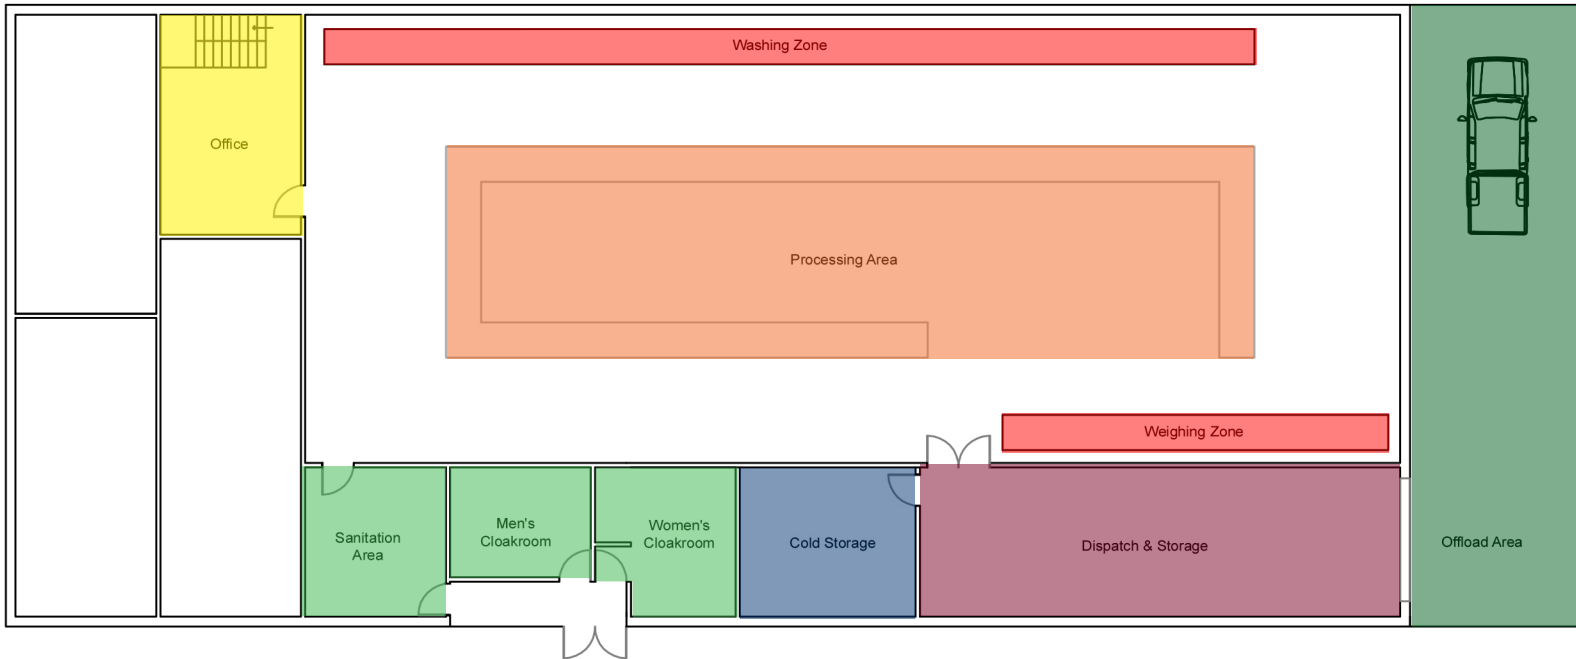 Washing Zone
Office
Processing Area
Weighing Zone
Men's
Cloakroom
Women's
Cloakroom
Sanitation
Area
Cold Storage
Dispatch & Storage
Offload Area